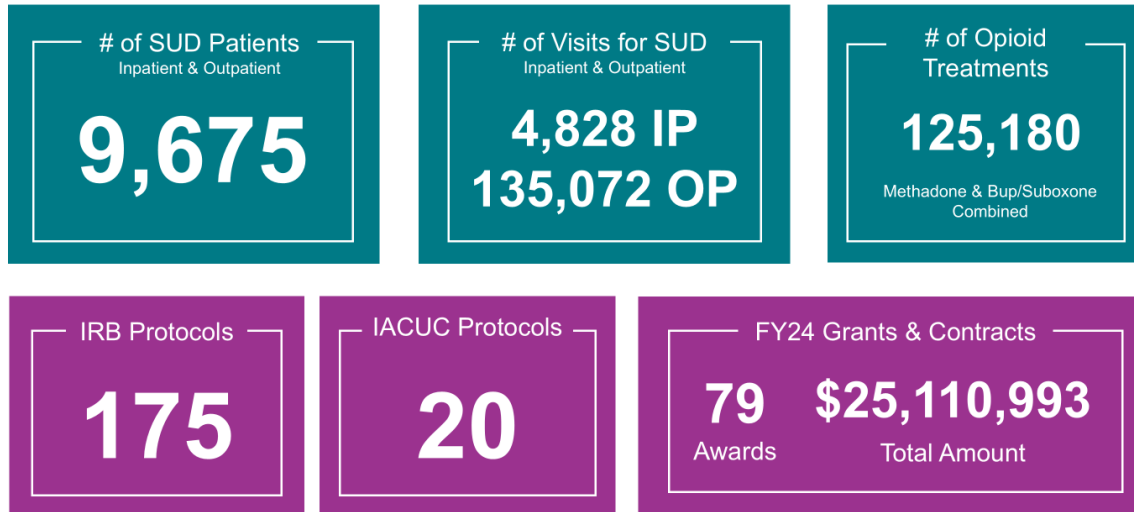 # of SUD Patients
Inpatient & Outpatient
9,675
# of Visits for SUD
Inpatient & Outpatient
4,828 IP
135,072 OP
# of Opioid
Treatments
125,180
Methadone & Bup/Suboxone
Combined
IRB Protocols
175
IACUC Protocols
20
FY24 Grants & Contracts
79
Awards
$25,110,993
Total Amount